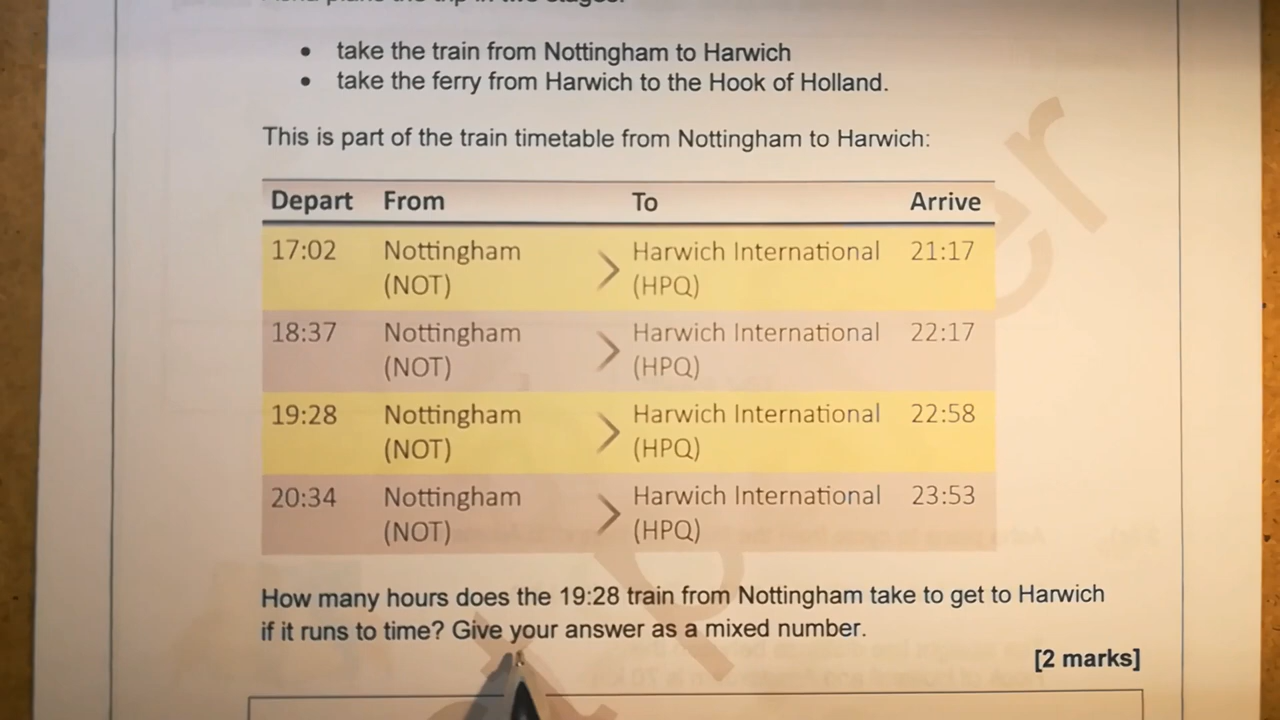 take the train from Nottingham to Harwich
take the ferry from Harwich to the Hook of Holland.
This is part of the train timetable from Nottingham to Harwich:
Depart From To Arrive
17:02 Nottingham Harwich International 21:17
(NOT) > (HPQ)
18:37 Nottingham Harwich International 22:17
(NOT) > (HPQ)
19:28 Nottingham Harwich International 22:58
(NOT) > (HPQ)
20:34 Nottingham Harwich International 23:53
(NOT) > (HPQ)
How many hours does the 19:28 train from Nottingham take to get to Harwich
if it runs to time? Give your answer as a mixed number.
[2 marks]